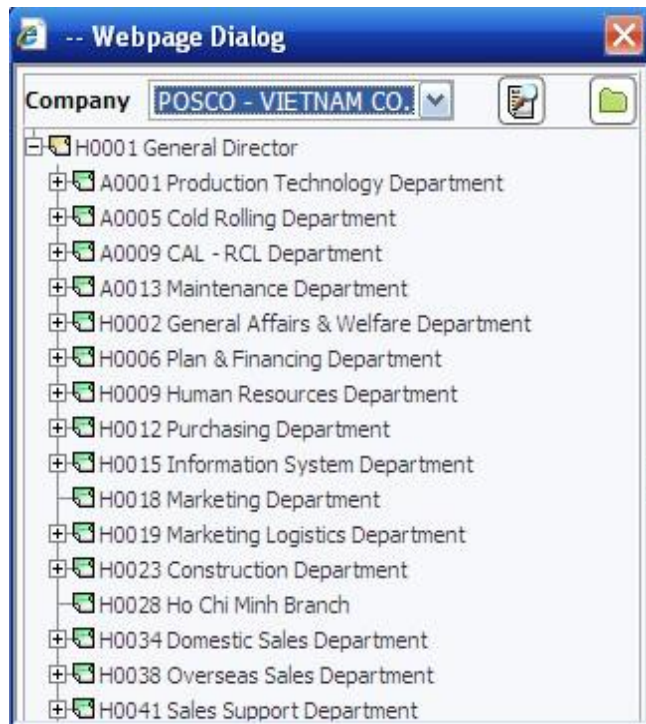 -- Webpage Dialog
Company POSCO - VIETNAM CO.
H0001 General Director
A0001 Production Technology Department
A0005 Cold Rolling Department
A0009 CAL - RCL Department
A0013 Maintenance Department
H0002 General Affairs & Welfare Department
H0006 Plan & Financing Department
H0009 Human Resources Department
H0012 Purchasing Department
H0015 Information System Department
H0018 Marketing Department
H0019 Marketing Logistics Department
H0023 Construction Department
H0028 Ho Chi Minh Branch
H0034 Domestic Sales Department
H0038 Overseas Sales Department
H0041 Sales Support Department